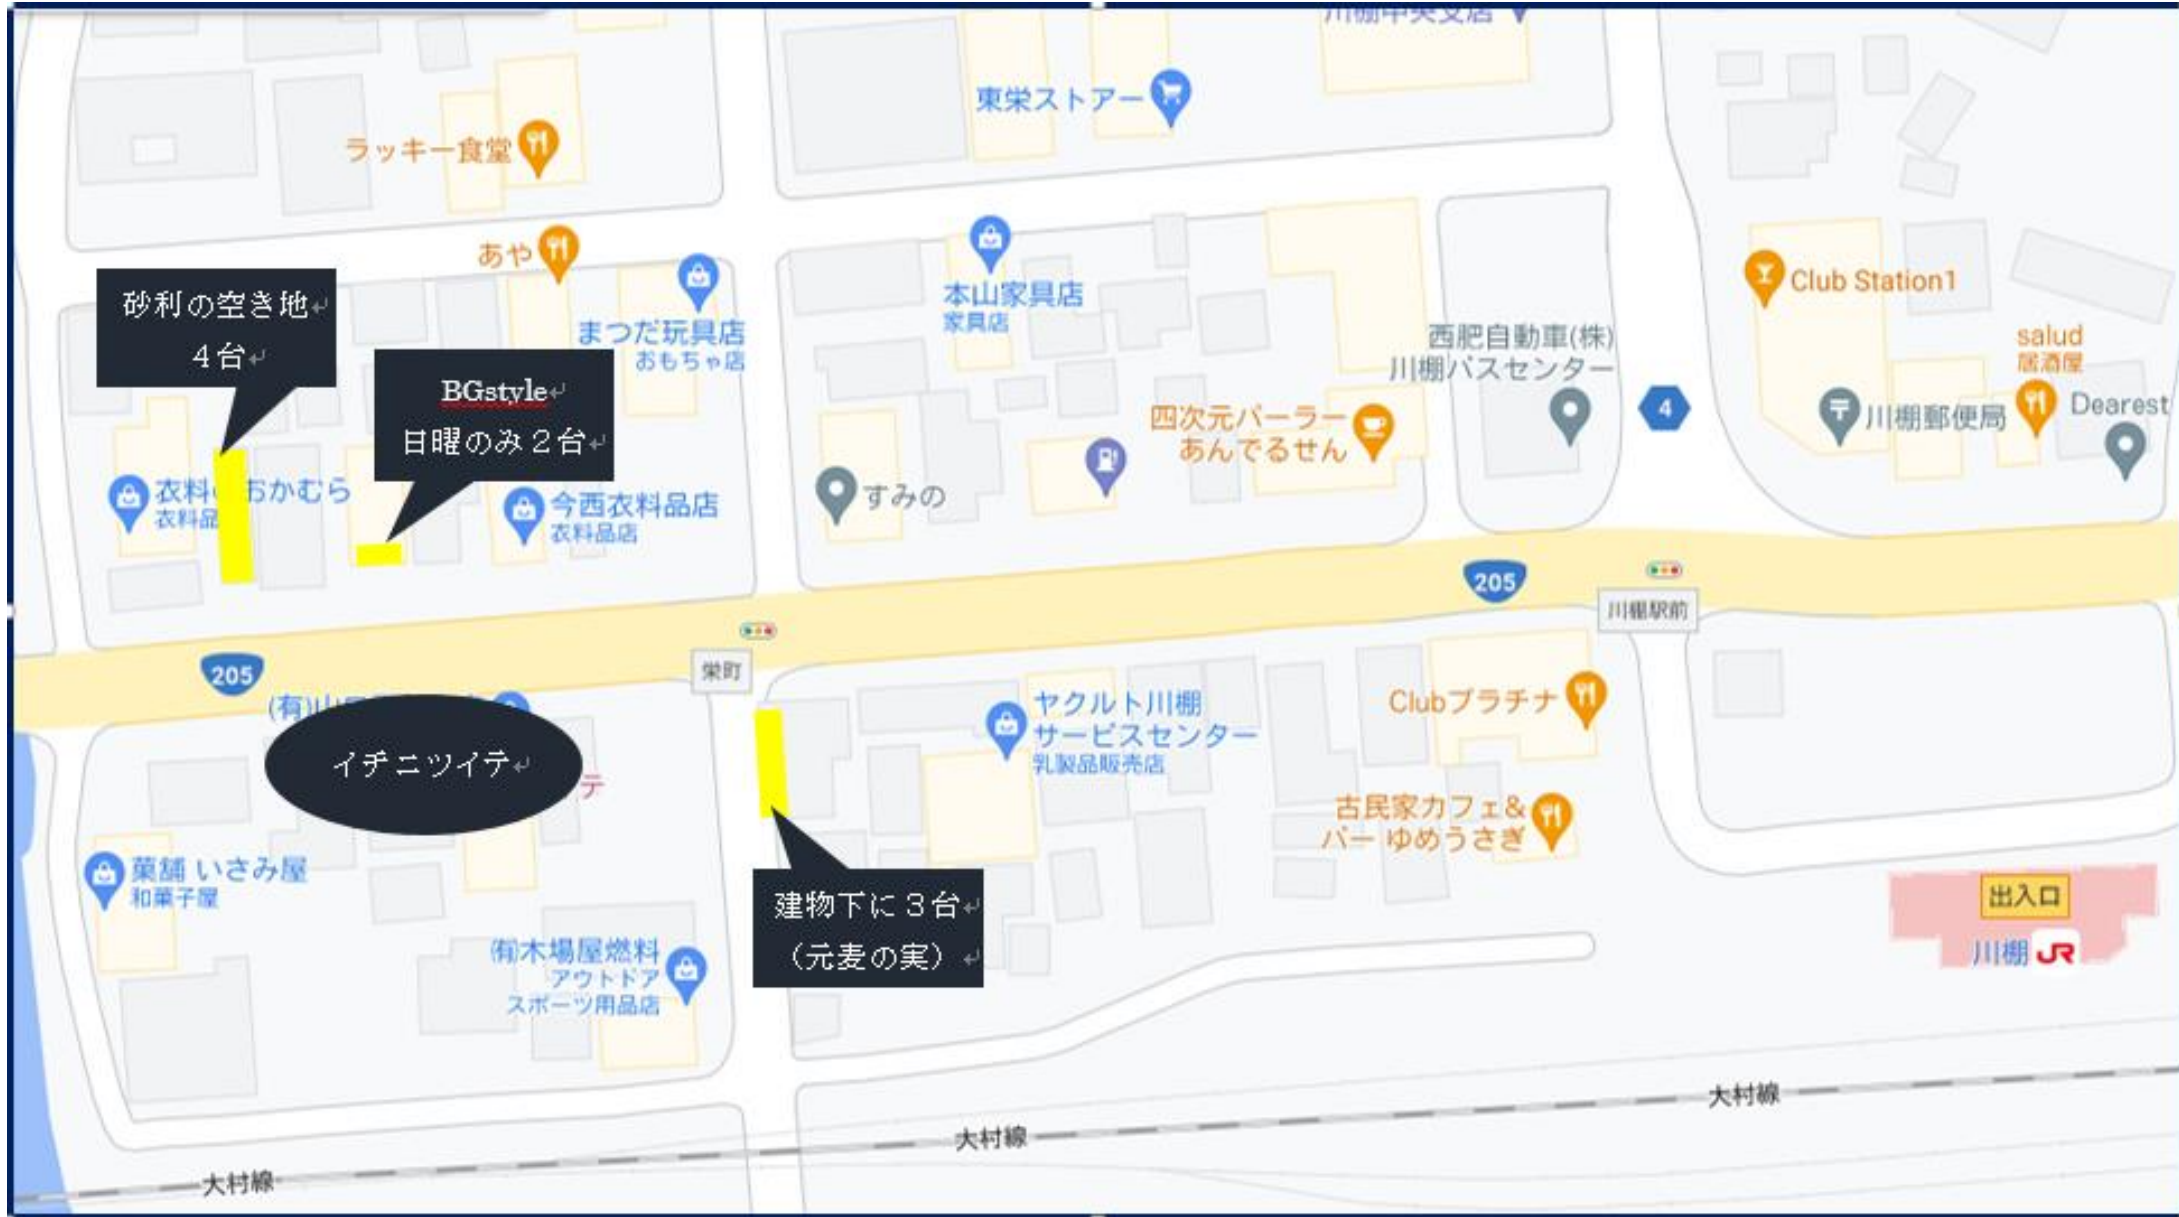 川棚中央支店
東栄ストアー
ラッキー食堂
あや
砂利の空き地
４台
まつだ玩具店
おもちゃ店
本山家具店
家具店
Club Station1
西肥自動車(株)
川棚バスセンター
salud
居酒屋
BGstyle
日曜のみ２台
四次元パーラー
あんでるせん
4
川棚郵便局
Dearest
衣料
おかむら
衣料品
今西衣料品店
衣料品店
すみの
205
川棚駅前
栄町
205
(有)山
イチニツイテ
テ
ヤクルト川棚
サービスセンター
乳製品販売店
Clubプラチナ
古民家カフェ&
バー ゆめうさぎ
菓舗 いさみ屋
和菓子屋
建物下に３台
（元麦の実）
出入口
川棚 JR
㈲木場屋燃料
アウトドア
スポーツ用品店
大村線
大村線
大村線